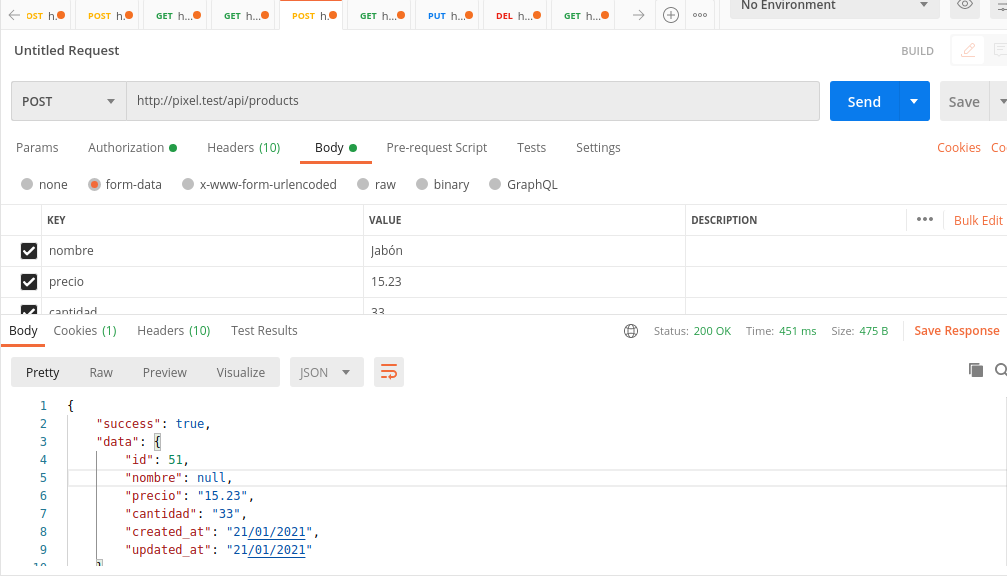 OST h. POST h... GET h... GET h... POST h. GET h... PUT h... DEL h... GET h... No Environment
Untitled Request BUILD
POST http://pixel.test/api/products Send Save
Params Authorization Headers (10) Body Pre-request Script Tests Settings Cookies Co
none form-data x-www-form-urlencoded raw binary GraphQL
KEY VALUE DESCRIPTION ••• Bulk Edit
nombre Jabón
precio 15.23
cantidad 33
Body Cookies (1) Headers (10) Test Results Status: 200 OK Time: 451 ms Size: 475 B Save Response
Pretty Raw Preview Visualize JSON
1 {
2 "success": true,
3 "data": {
4 "id": 51,
5 "nombre": null,
6 "precio": "15.23",
7 "cantidad": "33",
8 "created_at": "21/01/2021",
9 "updated_at": "21/01/2021"
10 }